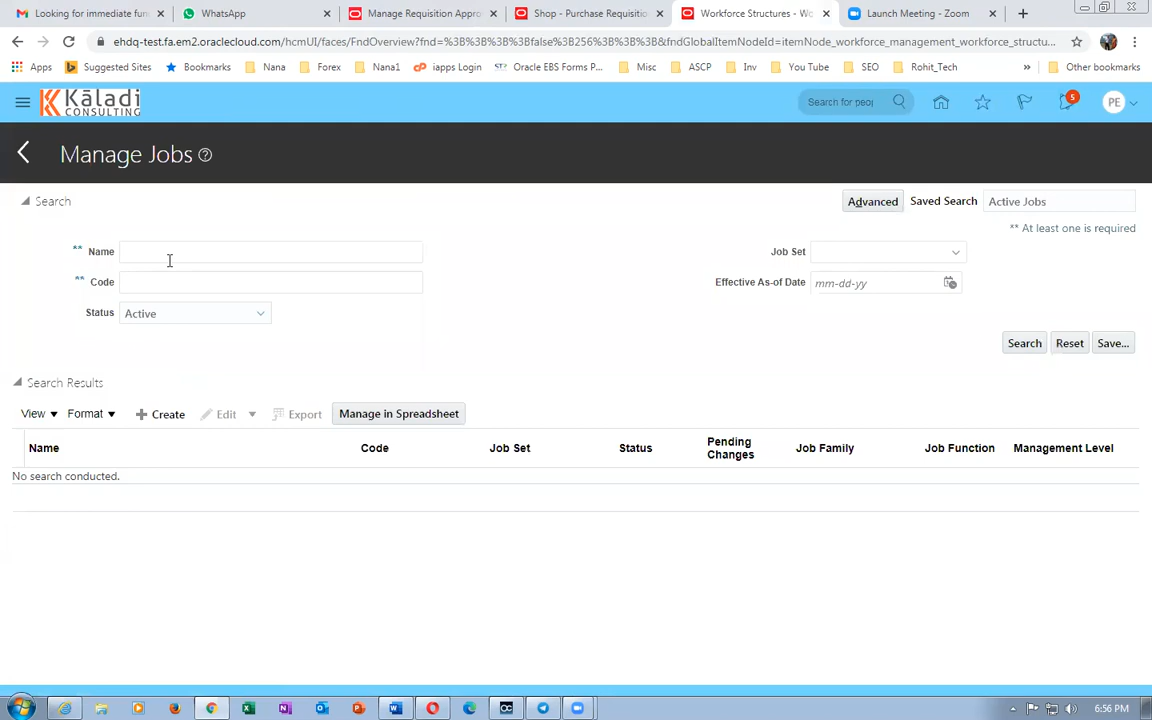 Looking for immediate fun
WhatsApp
Manage Requisition Appro
Shop - Purchase Requisitio
Workforce Structures - Wo
Launch Meeting - Zoom
ehdq-test.fa.em2.oraclecloud.com/hcmUI/faces/FndOverview?fnd=%3B%3B%3B%3Bfalse%3B256%3B%3B%3B&fndGlobalItemNodeId=itemNode_workforce_management_workforce_structu...
Apps
Suggested Sites
Bookmarks
Nana
Forex
Nana1
iapps Login
Oracle EBS Forms P...
Misc
ASCP
Inv
You Tube
SEO
Rohit_Tech
»
Other bookmarks
Kāladi
CONSULTING
Search for peop
5
PE
Manage Jobs
Search
Advanced
Saved Search
Active Jobs
** At least one is required
** Name
Job Set
** Code
Effective As-of Date
mm-dd-yy
Status
Active
Search
Reset
Save...
Search Results
View
Format
Create
Edit
Export
Manage in Spreadsheet
Name
Code
Job Set
Status
Pending Changes
Job Family
Job Function
Management Level
No search conducted.
6:56 PM